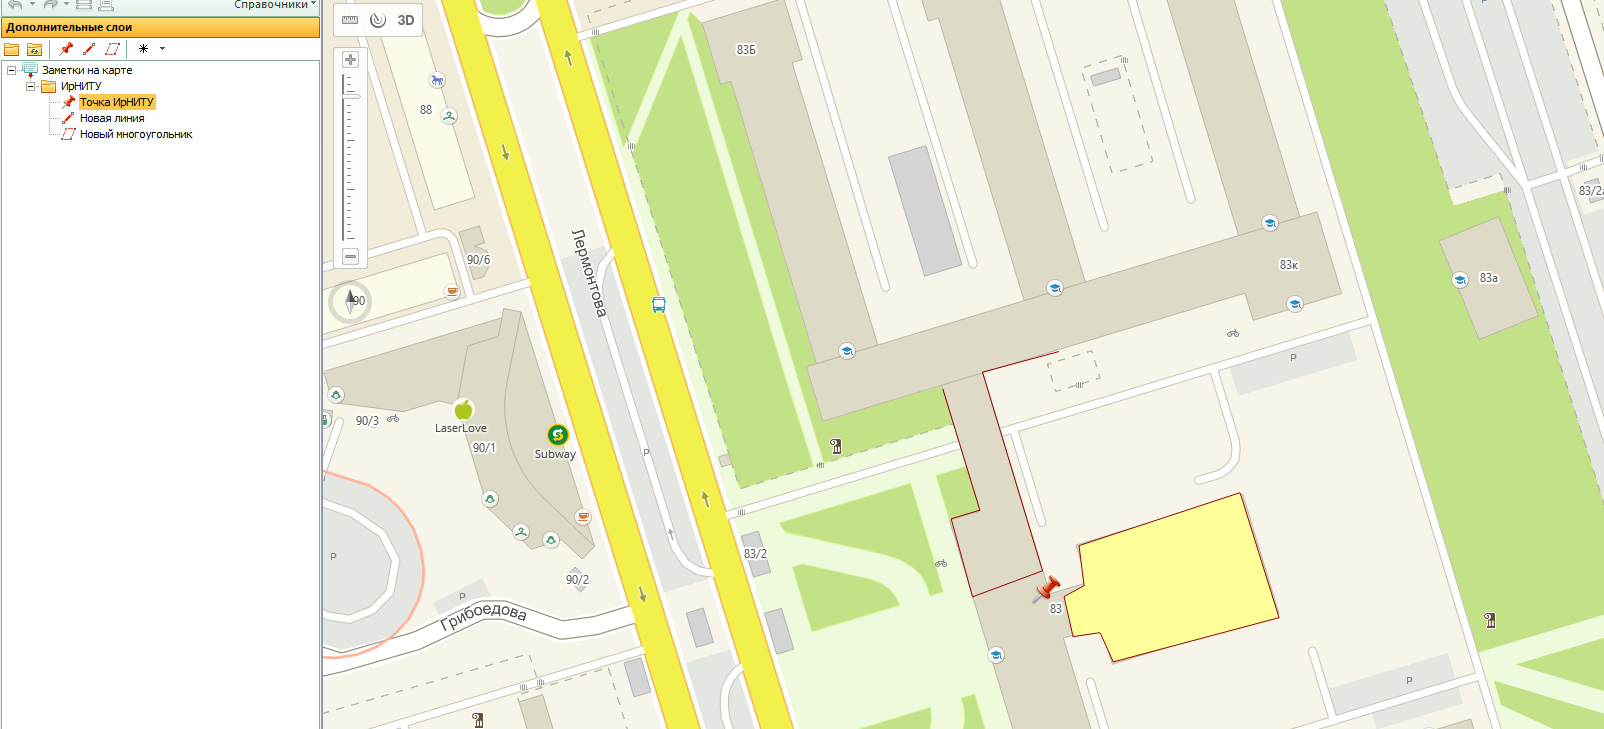 Справочники
Дополнительные слои
Заметки на карте
ИрНИТУ
Точка ИрНИТУ
Новая линия
Новый многоугольник
3D
83Б
88
90/6
90
Лермонтова
83к
83а
83/2а
P
90/3
LaserLove
90/1
Subway
P
P
83/2
90/2
P
Грибоедова
83
P